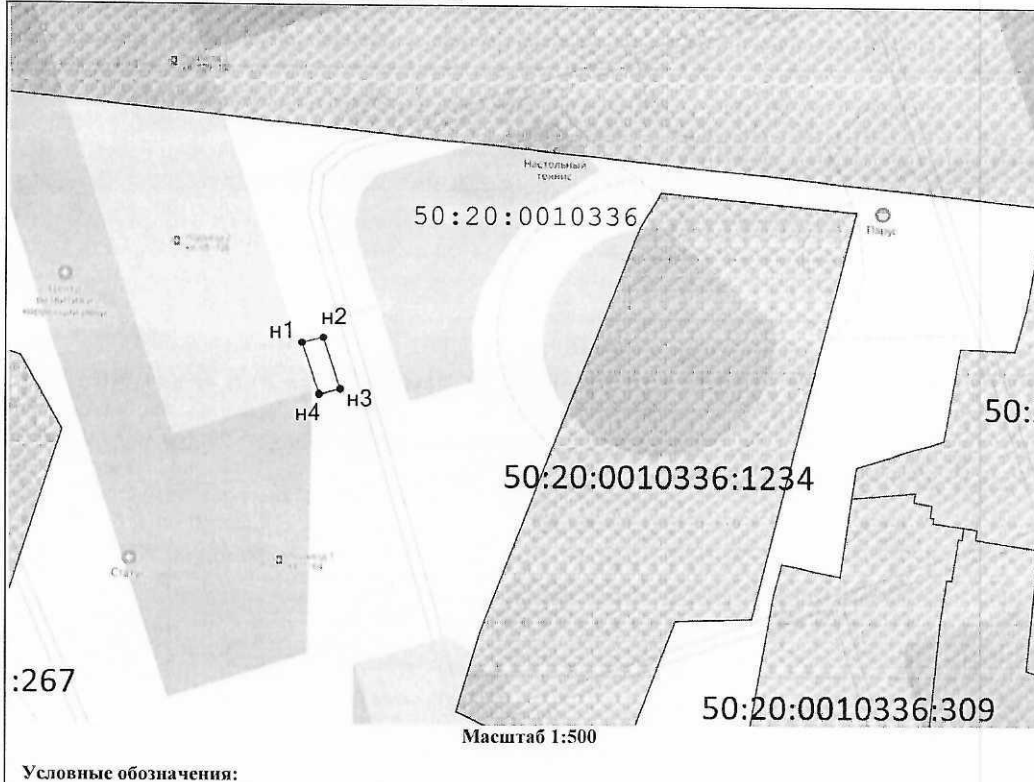 Настольный
теннис
50:20:0010336
Парус
н1
н2
н3
н4
50:
50:20:0010336:1234
Статус
:267
50:20:0010336:309
Масштаб 1:500
Условные обозначения: